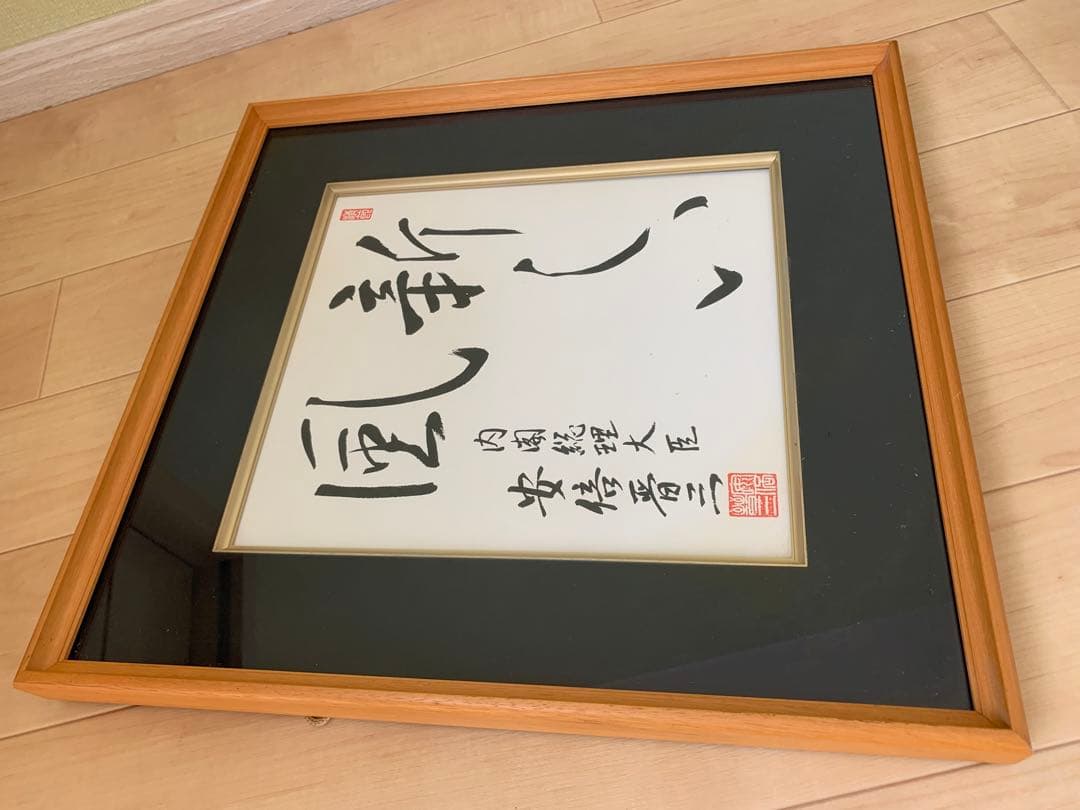 新しい
風
内閣総理大臣
安倍晋三